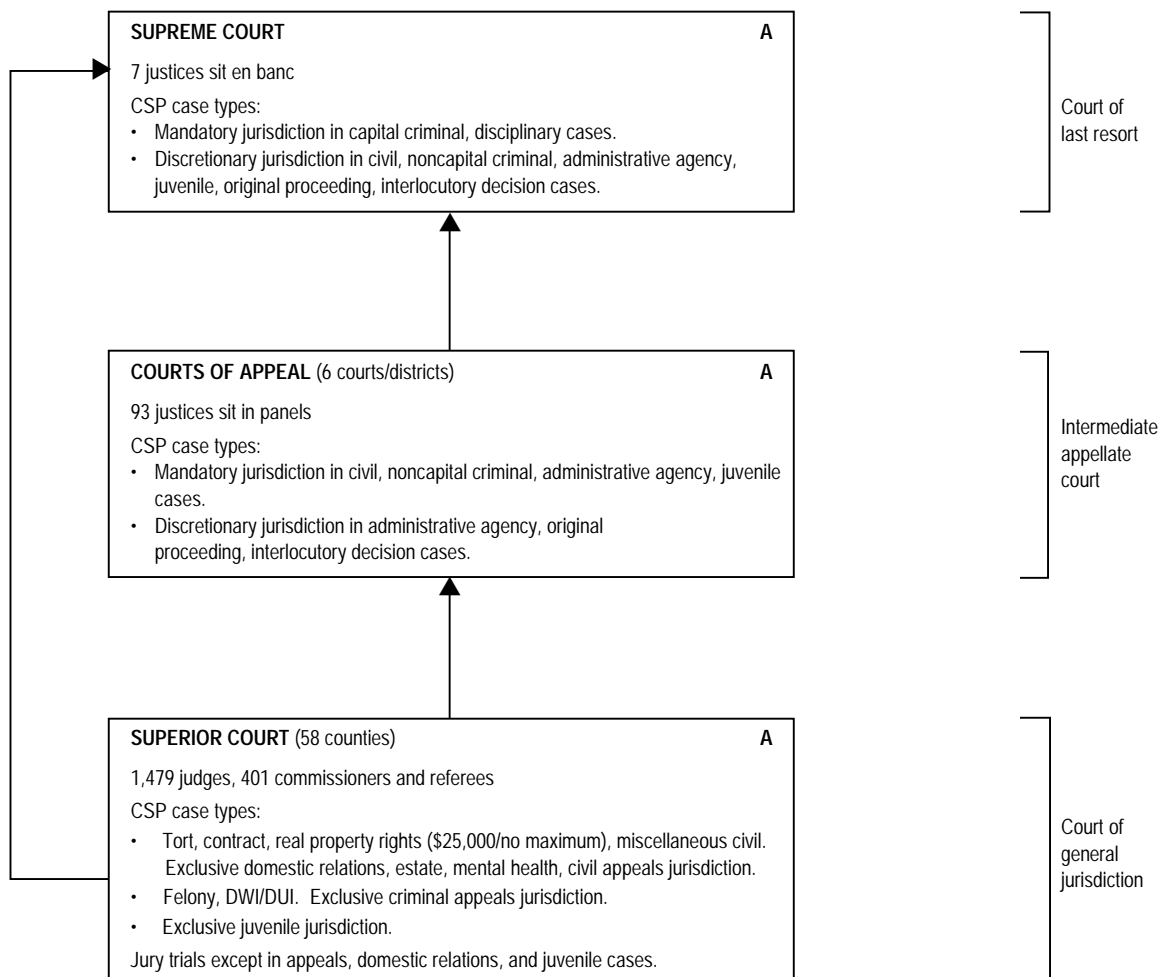 SUPREME COURT A
7 justices sit en banc
CSP case types:
• Mandatory jurisdiction in capital criminal, disciplinary cases.
• Discretionary jurisdiction in civil, noncapital criminal, administrative agency,
juvenile, original proceeding, interlocutory decision cases.
Court of
last resort
COURTS OF APPEAL (6 courts/districts) A
93 justices sit in panels
CSP case types:
• Mandatory jurisdiction in civil, noncapital criminal, administrative agency, juvenile
cases.
• Discretionary jurisdiction in administrative agency, original
proceeding, interlocutory decision cases.
Intermediate
appellate
court
SUPERIOR COURT (58 counties) A
1,479 judges, 401 commissioners and referees
CSP case types:
• Tort, contract, real property rights ($25,000/no maximum), miscellaneous civil.
Exclusive domestic relations, estate, mental health, civil appeals jurisdiction.
• Felony, DWI/DUI. Exclusive criminal appeals jurisdiction.
• Exclusive juvenile jurisdiction.
Jury trials except in appeals, domestic relations, and juvenile cases.
Court of
general
jurisdiction